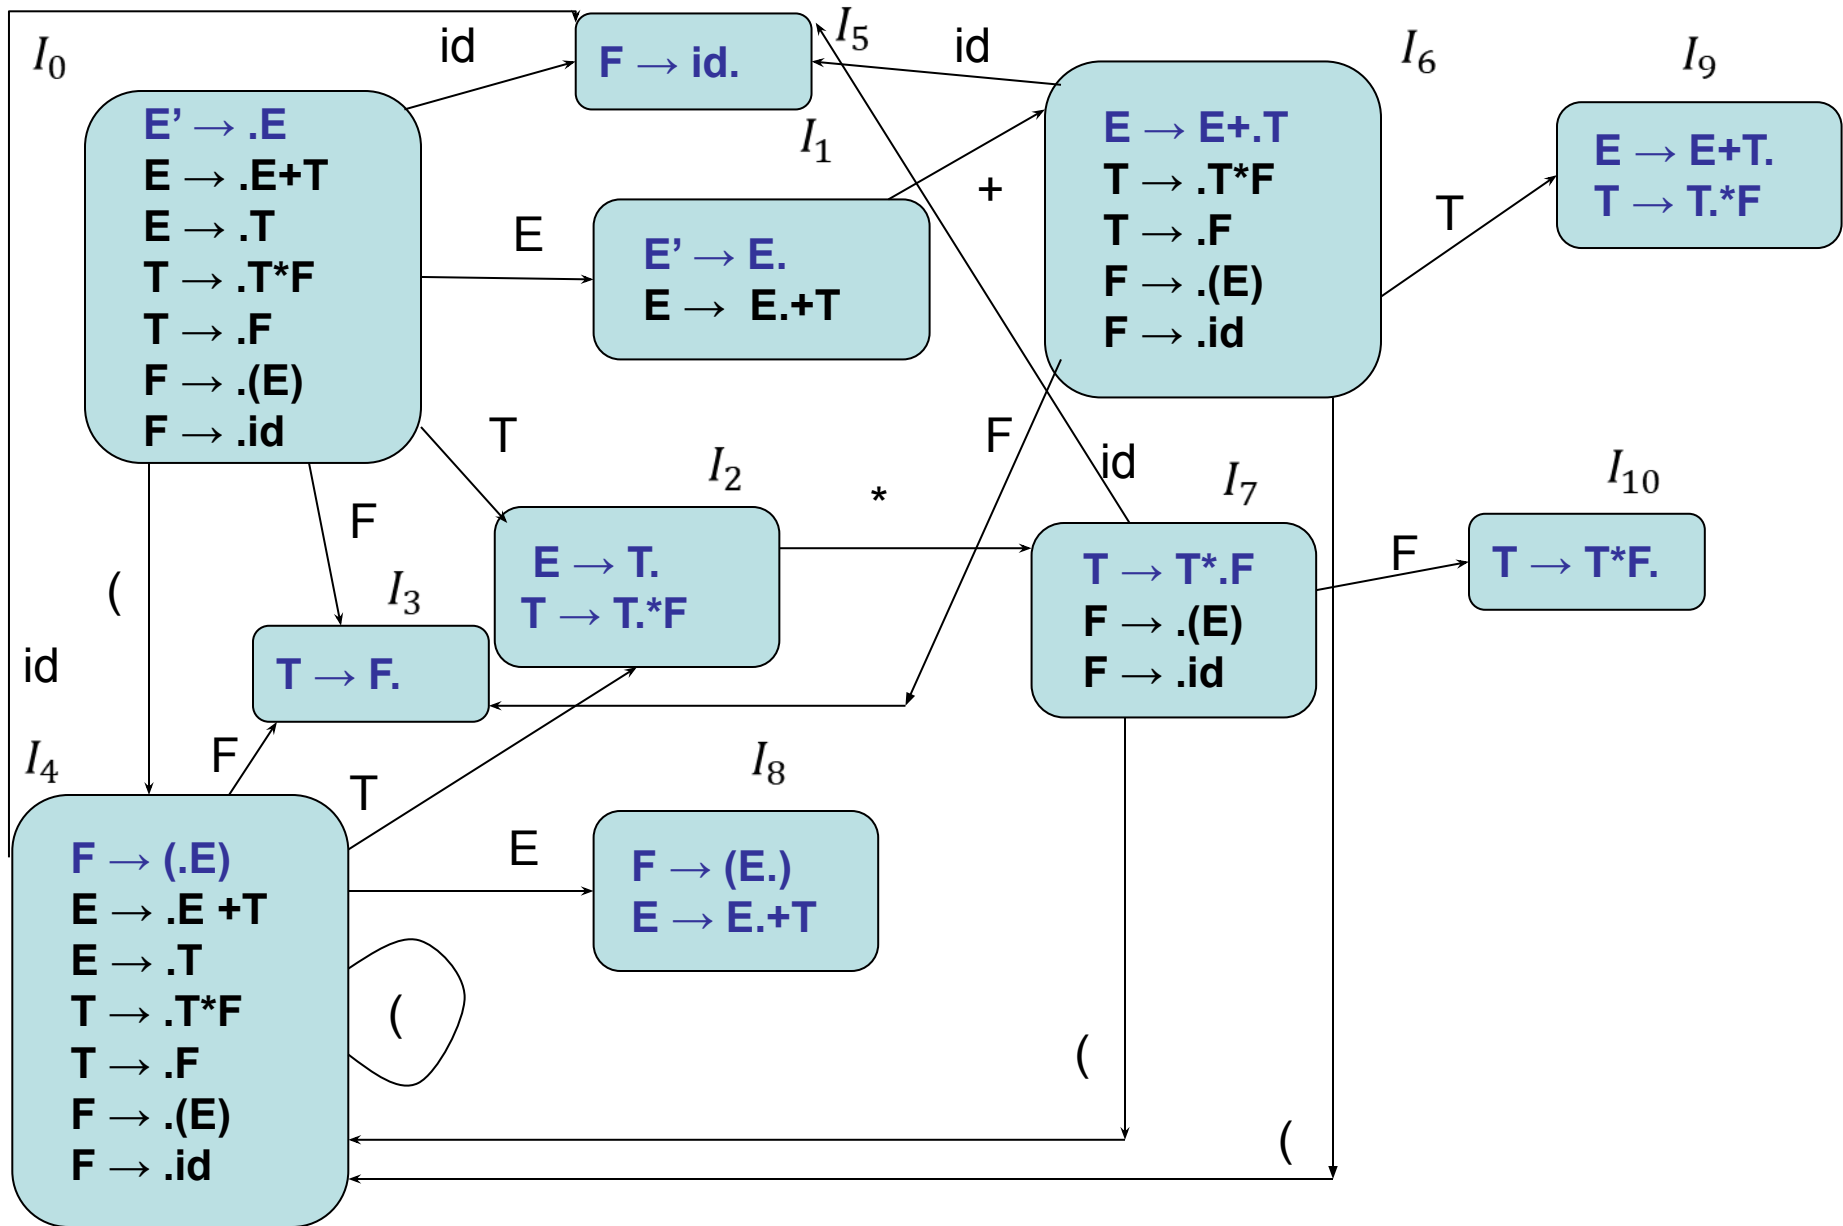 I₀
id
F → id.
I₅
id
I₆
I₉
E’ → .E
E → .E+T
E → .T
T → .T*F
T → .F
F → .(E)
F → .id
I₁
E
E’ → E.
E → E.+T
+
E → E+.T
T → .T*F
T → .F
F → .(E)
F → .id
T
E → E+T.
T → T.*F
T
F
(
I₂
*
E → T.
T → T.*F
F
id
I₇
T → T*.F
F → .(E)
F → .id
F
I₁₀
T → T*F.
I₃
T → F.
id
I₄
F
T
E
I₈
F → (E.)
E → E.+T
F → (.E)
E → .E +T
E → .T
T → .T*F
T → .F
F → .(E)
F → .id
(
(
(